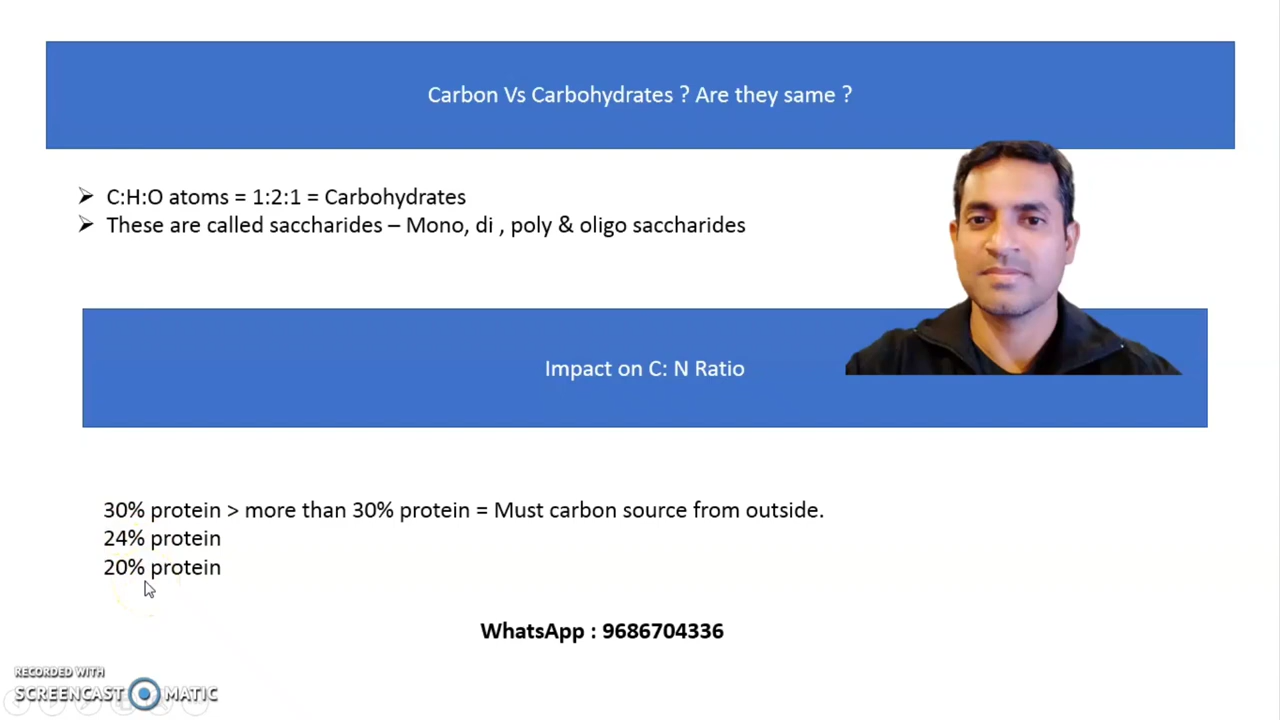 Carbon Vs Carbohydrates ? Are they same ?
➢ C:H:O atoms = 1:2:1 = Carbohydrates
➢ These are called saccharides – Mono, di , poly & oligo saccharides
Impact on C: N Ratio
30% protein > more than 30% protein = Must carbon source from outside.
24% protein
20% protein
WhatsApp : 9686704336
RECORDED WITH
SCREENCAST MATIC